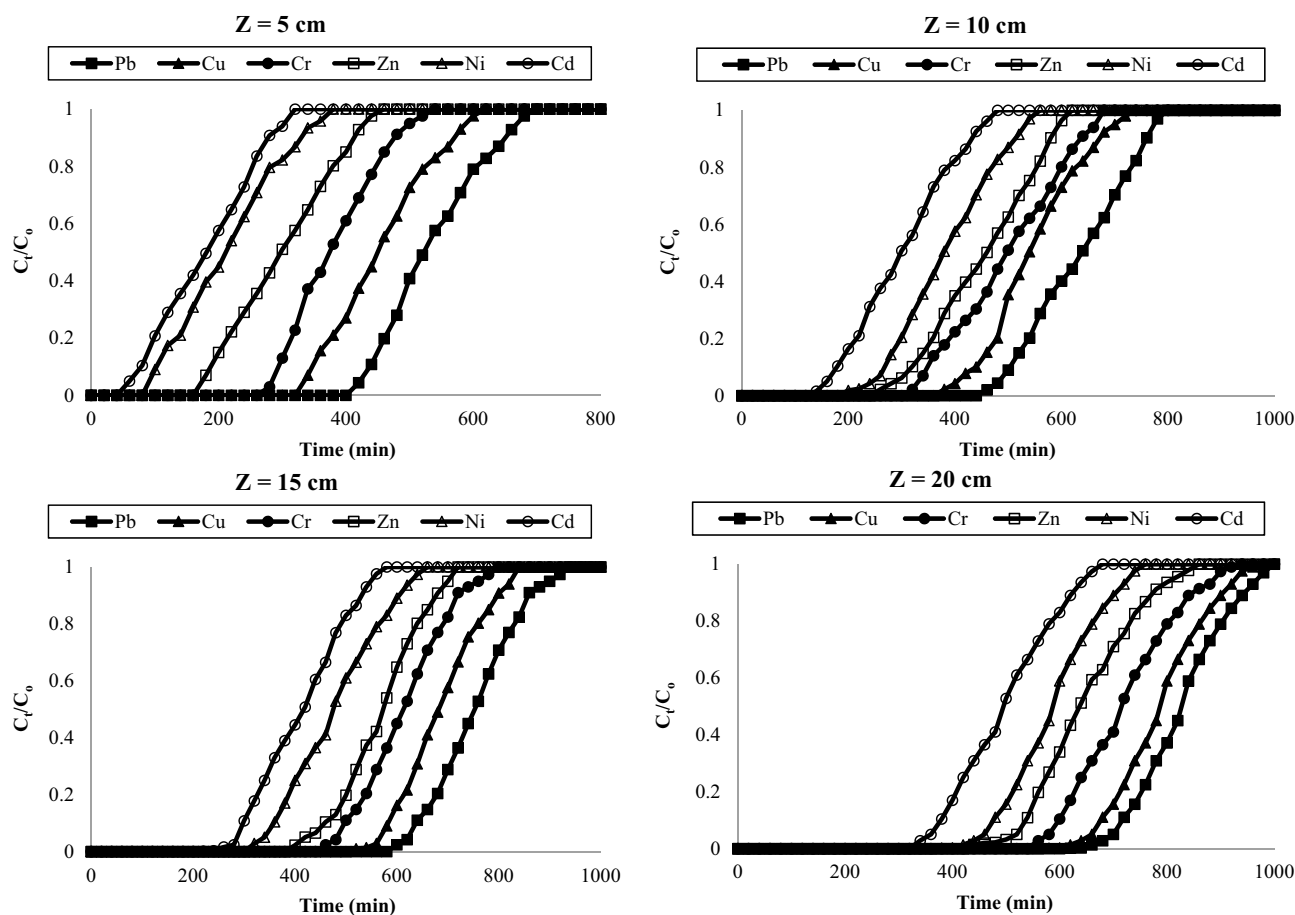 Z = 5 cm
Pb Cu Cr Zn Ni Cd
1
0.8
0.6
0.4
0.2
0
Cₜ/Cₒ
0 200 400 600 800
Time (min)
Z = 10 cm
Pb Cu Cr Zn Ni Cd
1
0.8
0.6
0.4
0.2
0
Cₜ/Cₒ
0 200 400 600 800 1000
Time (min)
Z = 15 cm
Pb Cu Cr Zn Ni Cd
1
0.8
0.6
0.4
0.2
0
Cₜ/Cₒ
0 200 400 600 800 1000
Time (min)
Z = 20 cm
Pb Cu Cr Zn Ni Cd
1
0.8
0.6
0.4
0.2
0
Cₜ/Cₒ
0 200 400 600 800 1000
Time (min)